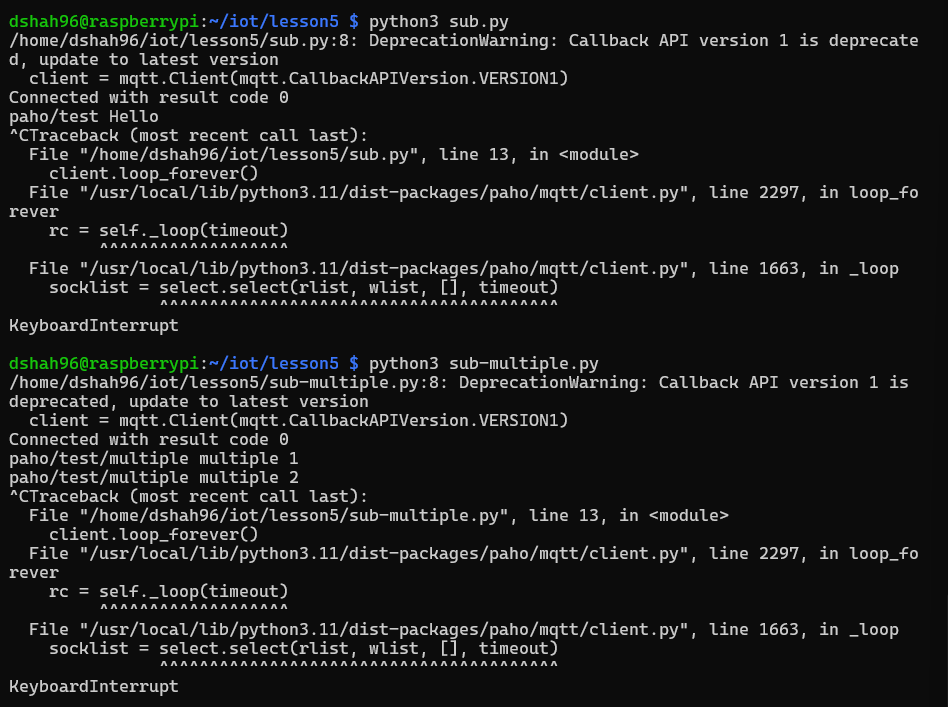 dshah96@raspberrypi:~/iot/lesson5 $ python3 sub.py
/home/dshah96/iot/lesson5/sub.py:8: DeprecationWarning: Callback API version 1 is deprecate
d, update to latest version
  client = mqtt.Client(mqtt.CallbackAPIVersion.VERSION1)
Connected with result code 0
paho/test Hello
^CTraceback (most recent call last):
  File "/home/dshah96/iot/lesson5/sub.py", line 13, in <module>
    client.loop_forever()
  File "/usr/local/lib/python3.11/dist-packages/paho/mqtt/client.py", line 2297, in loop_fo
rever
    rc = self._loop(timeout)
         ^^^^^^^^^^^^^^^^^^^
  File "/usr/local/lib/python3.11/dist-packages/paho/mqtt/client.py", line 1663, in _loop
    socklist = select.select(rlist, wlist, [], timeout)
               ^^^^^^^^^^^^^^^^^^^^^^^^^^^^^^^^^^^^^^^^
KeyboardInterrupt

dshah96@raspberrypi:~/iot/lesson5 $ python3 sub-multiple.py
/home/dshah96/iot/lesson5/sub-multiple.py:8: DeprecationWarning: Callback API version 1 is
deprecated, update to latest version
  client = mqtt.Client(mqtt.CallbackAPIVersion.VERSION1)
Connected with result code 0
paho/test/multiple multiple 1
paho/test/multiple multiple 2
^CTraceback (most recent call last):
  File "/home/dshah96/iot/lesson5/sub-multiple.py", line 13, in <module>
    client.loop_forever()
  File "/usr/local/lib/python3.11/dist-packages/paho/mqtt/client.py", line 2297, in loop_fo
rever
    rc = self._loop(timeout)
         ^^^^^^^^^^^^^^^^^^^
  File "/usr/local/lib/python3.11/dist-packages/paho/mqtt/client.py", line 1663, in _loop
    socklist = select.select(rlist, wlist, [], timeout)
               ^^^^^^^^^^^^^^^^^^^^^^^^^^^^^^^^^^^^^^^^
KeyboardInterrupt